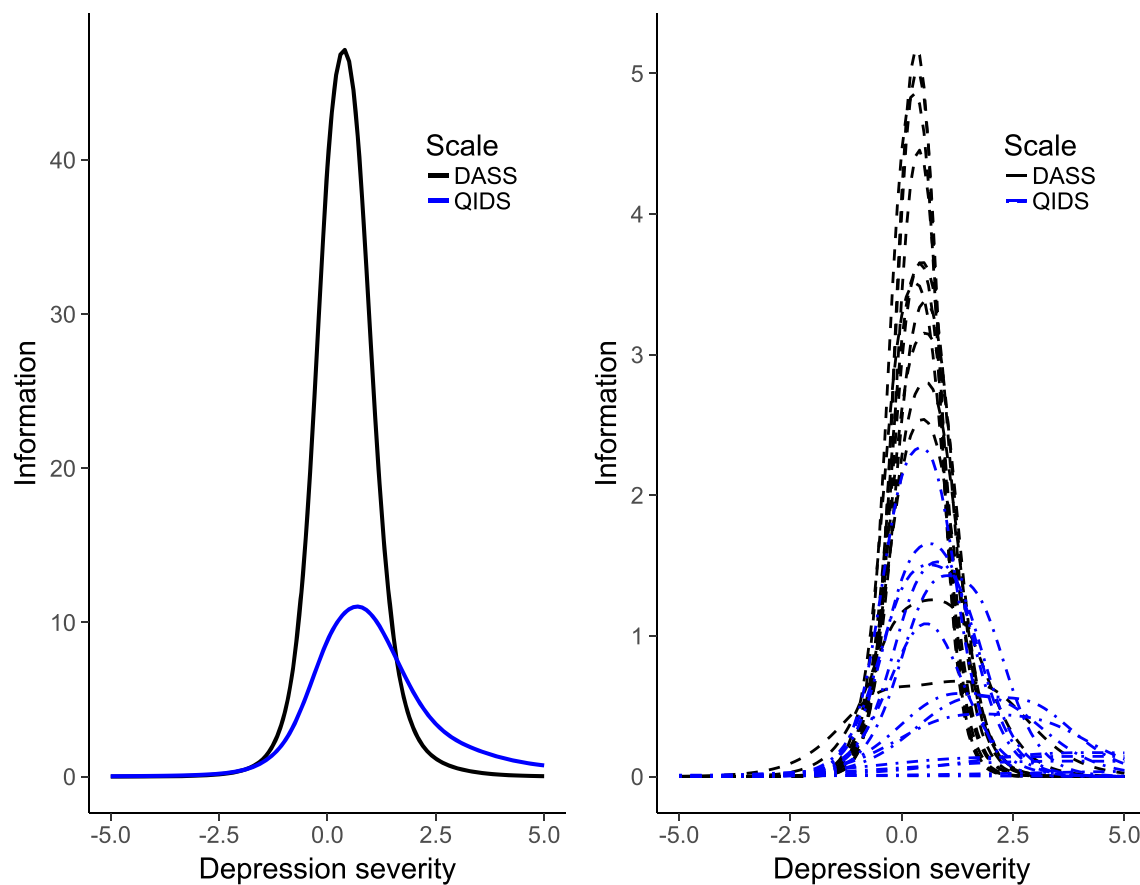 Information
40
30
20
10
0
Scale
DASS
QIDS
-5.0 -2.5 0.0 2.5 5.0
Depression severity
Information
5
4
3
2
1
0
Scale
DASS
QIDS
-5.0 -2.5 0.0 2.5 5.0
Depression severity